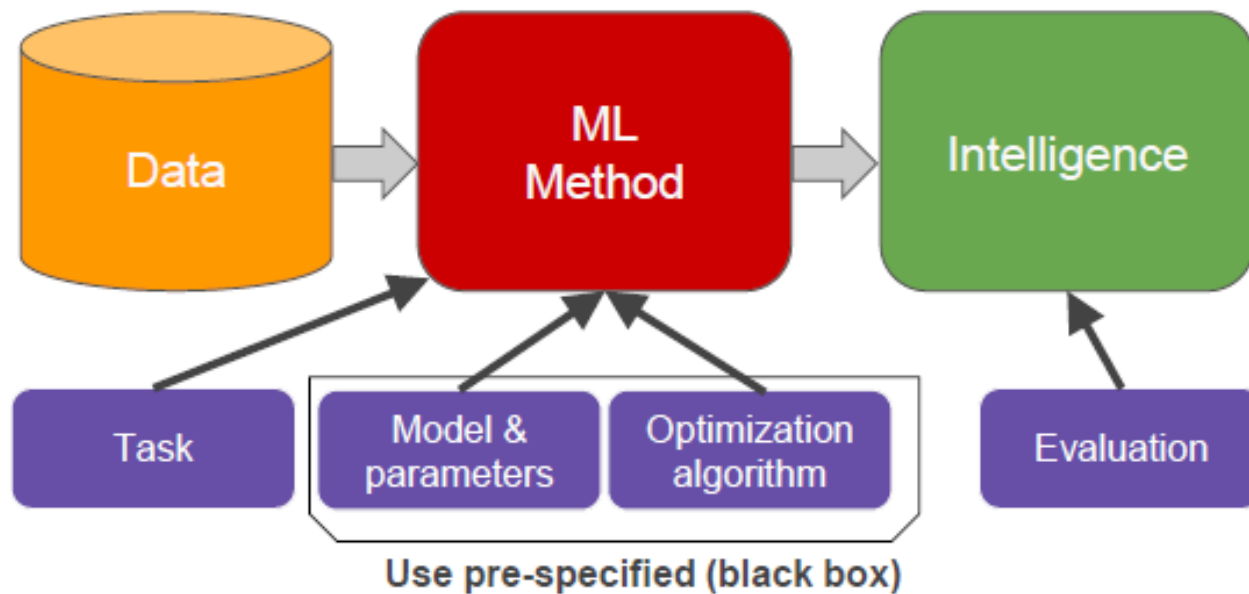 Data
ML
Method
Intelligence
Task
Model &
parameters
Optimization
algorithm
Evaluation
Use pre-specified (black box)